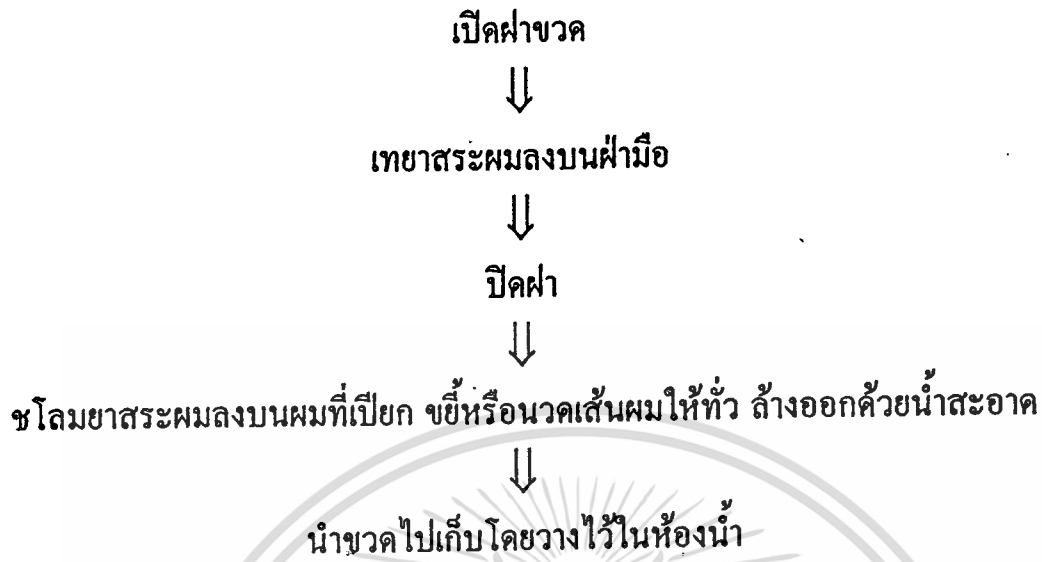 เปิดฝาขวด
⇓
เทยาสระผมลงบนฝ่ามือ
⇓
ปิดฝา
⇓
ชโลมยาสระผมลงบนผมที่เปียก ขยี้หรือนวดเส้นผมให้ทั่ว ล้างออกด้วยน้ำสะอาด
⇓
นำขวดไปเก็บโดยวางไว้ในห้องน้ำ